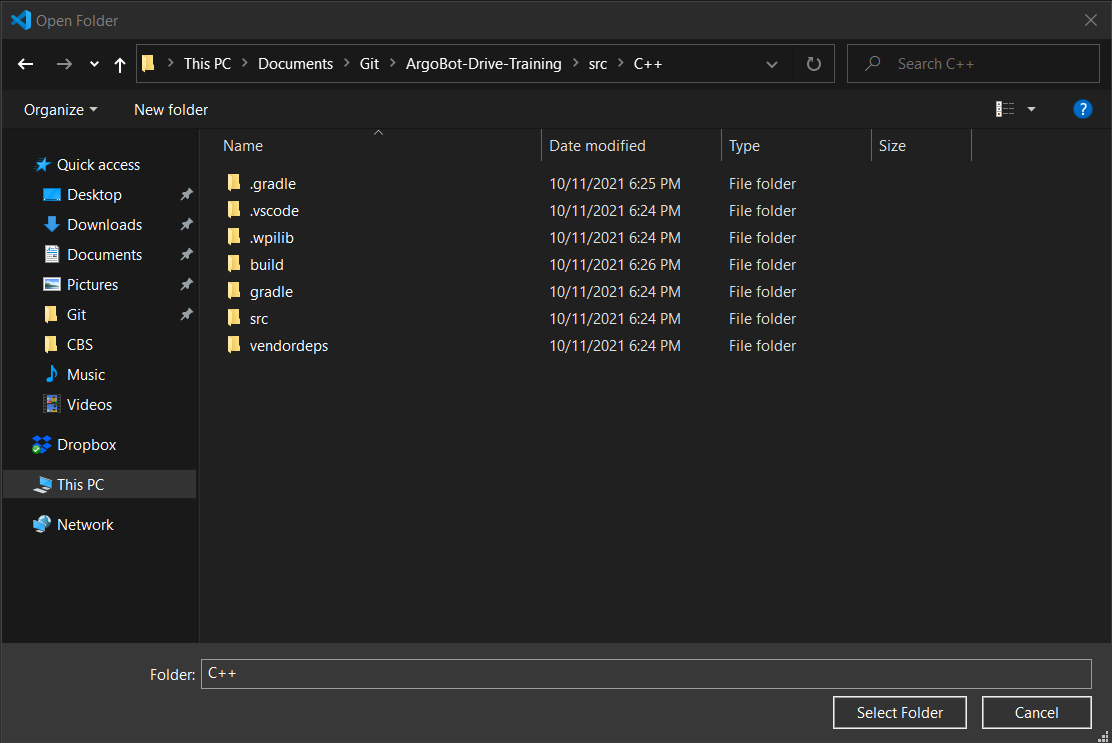 Open Folder
This PC Documents Git ArgoBot-Drive-Training src C++ Search C++
Organize New folder ?
Name Date modified Type Size
Quick access
Desktop
Downloads
Documents
Pictures
Git
CBS
Music
Videos
Dropbox
This PC
Network
.gradle 10/11/2021 6:25 PM File folder
.vscode 10/11/2021 6:24 PM File folder
.wpilib 10/11/2021 6:24 PM File folder
build 10/11/2021 6:26 PM File folder
gradle 10/11/2021 6:24 PM File folder
src 10/11/2021 6:24 PM File folder
vendordeps 10/11/2021 6:24 PM File folder
Folder: C++
Select Folder Cancel